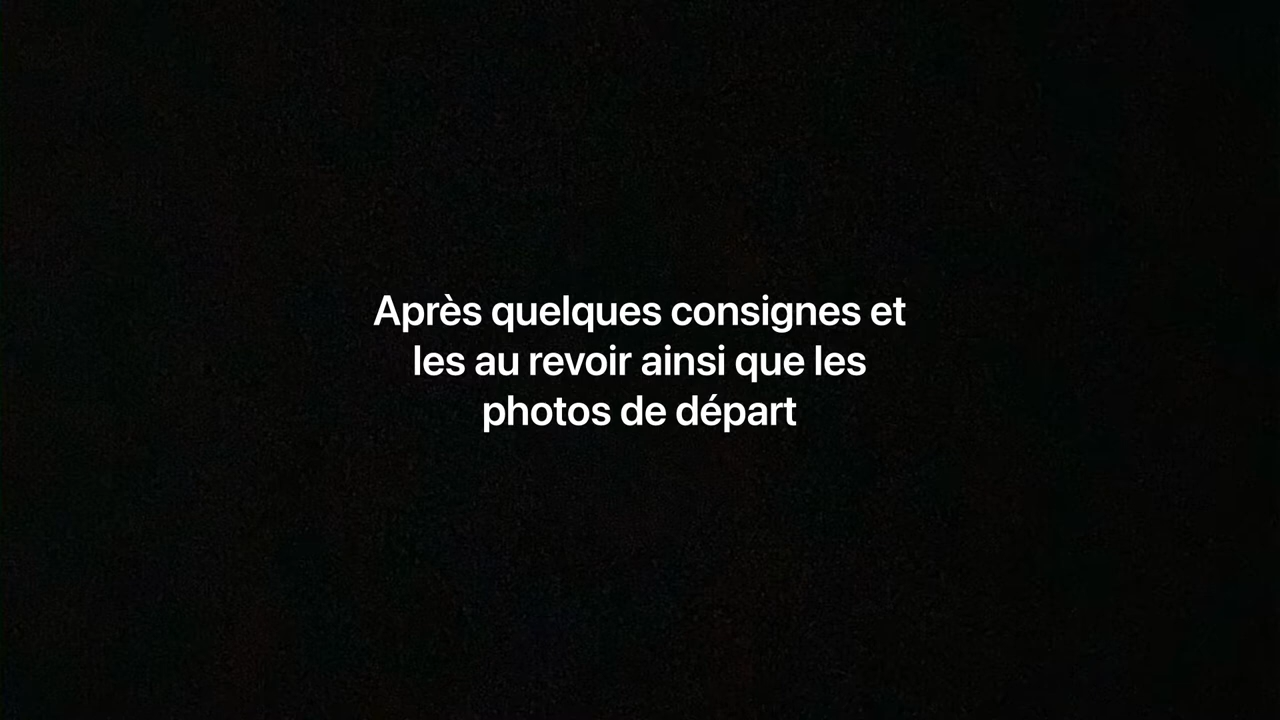 Après quelques consignes et
les au revoir ainsi que les
photos de départ